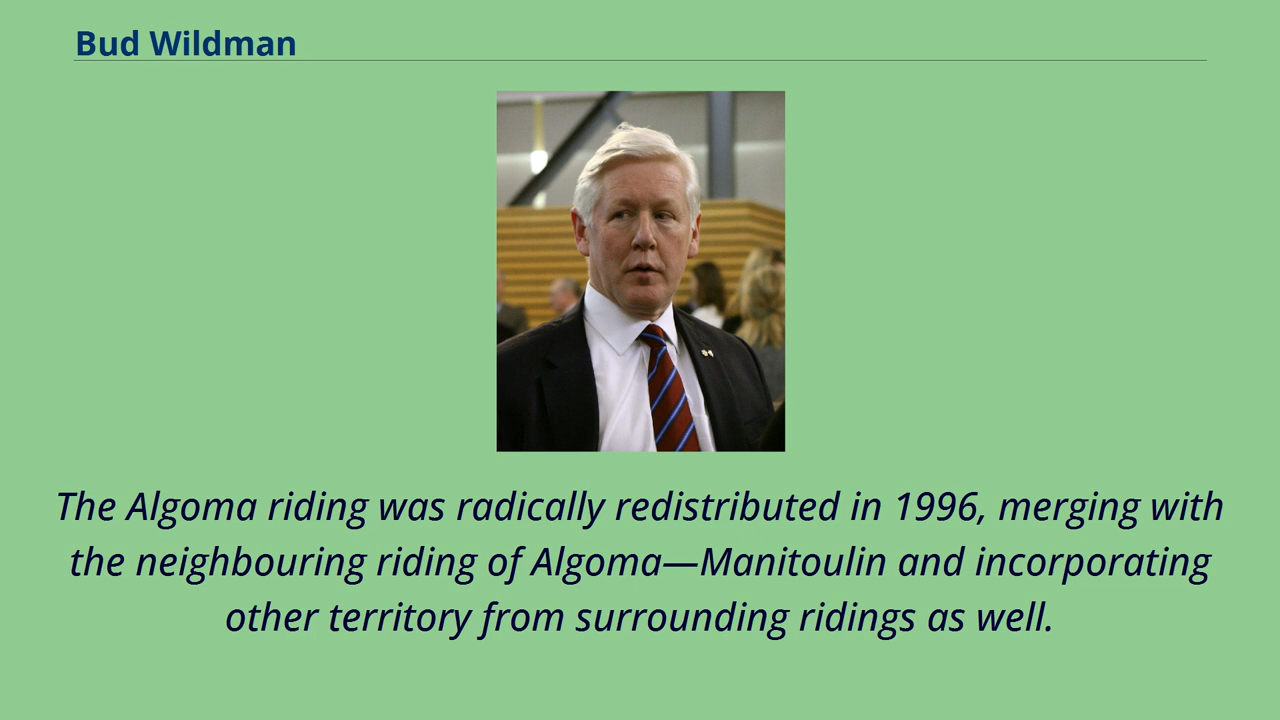 Bud Wildman
The Algoma riding was radically redistributed in 1996, merging with
the neighbouring riding of Algoma—Manitoulin and incorporating
other territory from surrounding ridings as well.